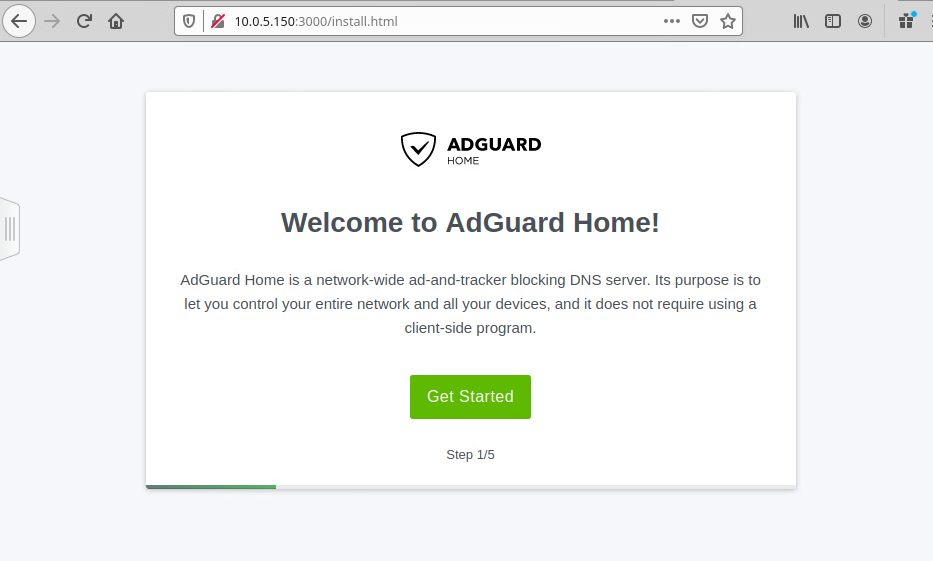 10.0.5.150:3000/install.html
ADGUARD
HOME
Welcome to AdGuard Home!
AdGuard Home is a network-wide ad-and-tracker blocking DNS server. Its purpose is to
let you control your entire network and all your devices, and it does not require using a
client-side program.
Get Started
Step 1/5